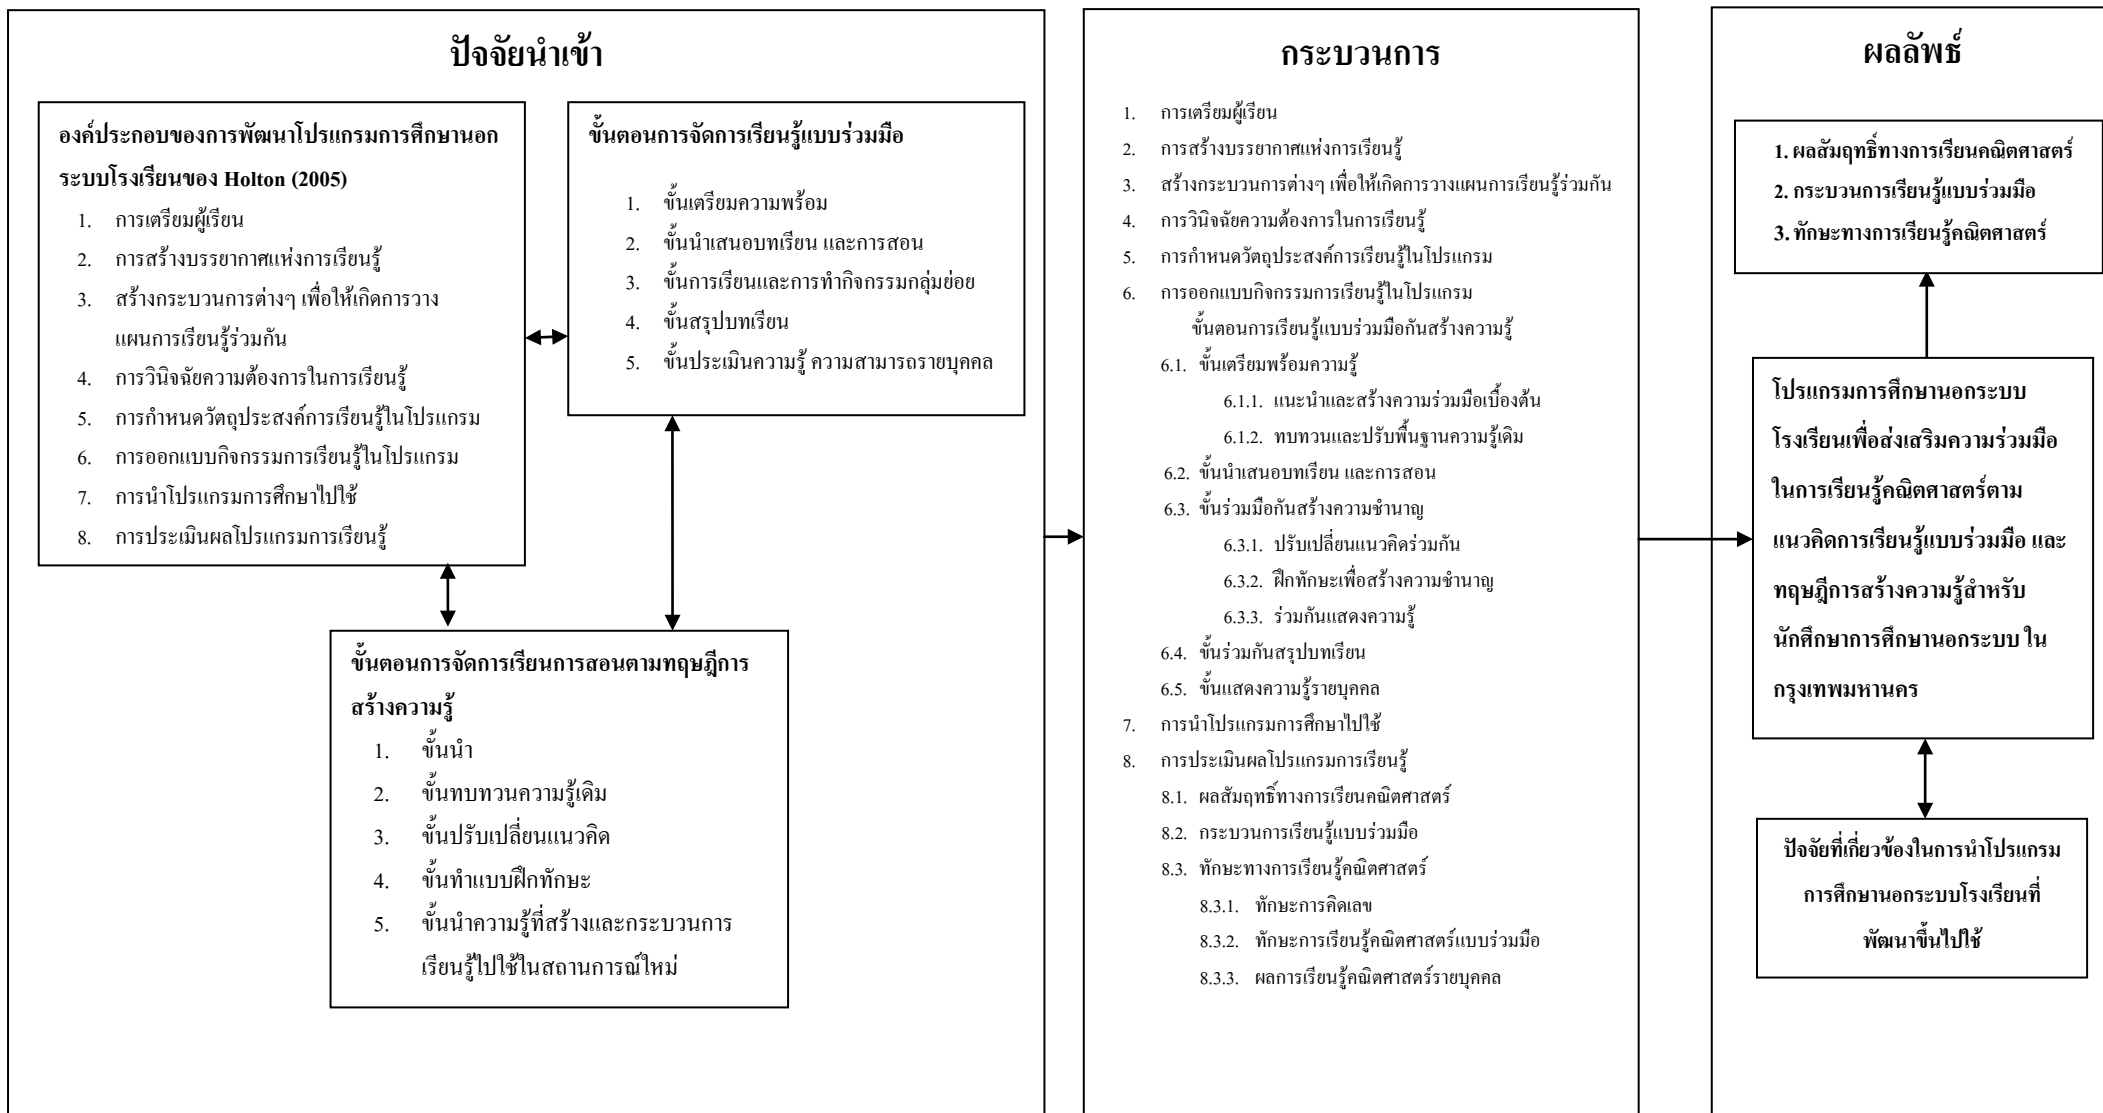 ปัจจัยนำเข้า
องค์ประกอบของการพัฒนาโปรแกรมการศึกษานอก
ระบบโรงเรียนของ Holton (2005)
1. การเตรียมผู้เรียน
2. การสร้างบรรยากาศแห่งการเรียนรู้
3. สร้างกระบวนการต่างๆ เพื่อให้เกิดการวาง
แผนการเรียนรู้ร่วมกัน
4. การวินิจฉัยความต้องการในการเรียนรู้
5. การกำหนดวัตถุประสงค์การเรียนรู้ในโปรแกรม
6. การออกแบบกิจกรรมการเรียนรู้ในโปรแกรม
7. การนำโปรแกรมการศึกษาไปใช้
8. การประเมินผลโปรแกรมการเรียนรู้
ขั้นตอนการจัดการเรียนรู้แบบร่วมมือ
1. ขั้นเตรียมความพร้อม
2. ขั้นนำเสนอบทเรียน และการสอน
3. ขั้นการเรียนและการทำกิจกรรมกลุ่มย่อย
4. ขั้นสรุปบทเรียน
5. ขั้นประเมินความรู้ ความสามารถรายบุคคล
ขั้นตอนการจัดการเรียนการสอนตามทฤษฎีการ
สร้างความรู้
1. ขั้นนำ
2. ขั้นทบทวนความรู้เดิม
3. ขั้นปรับเปลี่ยนแนวคิด
4. ขั้นทำแบบฝึกทักษะ
5. ขั้นนำความรู้ที่สร้างและกระบวนการ
เรียนรู้ไปใช้ในสถานการณ์ใหม่
กระบวนการ
1. การเตรียมผู้เรียน
2. การสร้างบรรยากาศแห่งการเรียนรู้
3. สร้างกระบวนการต่างๆ เพื่อให้เกิดการวางแผนการเรียนรู้ร่วมกัน
4. การวินิจฉัยความต้องการในการเรียนรู้
5. การกำหนดวัตถุประสงค์การเรียนรู้ในโปรแกรม
6. การออกแบบกิจกรรมการเรียนรู้ในโปรแกรม
ขั้นตอนการเรียนรู้แบบร่วมมือกันสร้างความรู้
6.1. ขั้นเตรียมพร้อมความรู้
6.1.1. แนะนำและสร้างความร่วมมือเบื้องต้น
6.1.2. ทบทวนและปรับพื้นฐานความรู้เดิม
6.2. ขั้นนำเสนอบทเรียน และการสอน
6.3. ขั้นร่วมมือกันสร้างความชำนาญ
6.3.1. ปรับเปลี่ยนแนวคิดร่วมกัน
6.3.2. ฝึกทักษะเพื่อสร้างความชำนาญ
6.3.3. ร่วมกันแสดงความรู้
6.4. ขั้นร่วมกันสรุปบทเรียน
6.5. ขั้นแสดงความรู้รายบุคคล
7. การนำโปรแกรมการศึกษาไปใช้
8. การประเมินผลโปรแกรมการเรียนรู้
8.1. ผลสัมฤทธิ์ทางการเรียนคณิตศาสตร์
8.2. กระบวนการเรียนรู้แบบร่วมมือ
8.3. ทักษะทางการเรียนรู้คณิตศาสตร์
8.3.1. ทักษะการคิดเลข
8.3.2. ทักษะการเรียนรู้คณิตศาสตร์แบบร่วมมือ
8.3.3. ผลการเรียนรู้คณิตศาสตร์รายบุคคล
ผลลัพธ์
1. ผลสัมฤทธิ์ทางการเรียนคณิตศาสตร์
2. กระบวนการเรียนรู้แบบร่วมมือ
3. ทักษะทางการเรียนรู้คณิตศาสตร์
โปรแกรมการศึกษานอกระบบ
โรงเรียนเพื่อส่งเสริมความร่วมมือ
ในการเรียนรู้คณิตศาสตร์ตาม
แนวคิดการเรียนรู้แบบร่วมมือ และ
ทฤษฎีการสร้างความรู้สำหรับ
นักศึกษาการศึกษานอกระบบ ใน
กรุงเทพมหานคร
ปัจจัยที่เกี่ยวข้องในการนำโปรแกรม
การศึกษานอกระบบโรงเรียนที่
พัฒนาขึ้นไปใช้